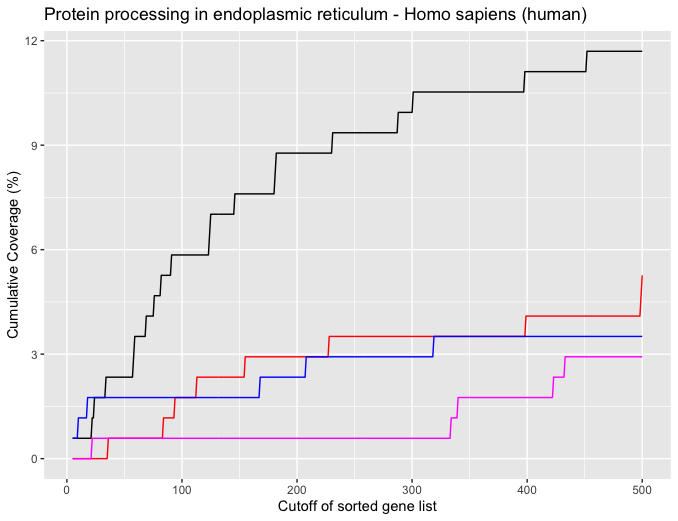 Protein processing in endoplasmic reticulum - Homo sapiens (human)
12
9
6
3
0
Cumulative Coverage (%)
0 100 200 300 400 500
Cutoff of sorted gene list